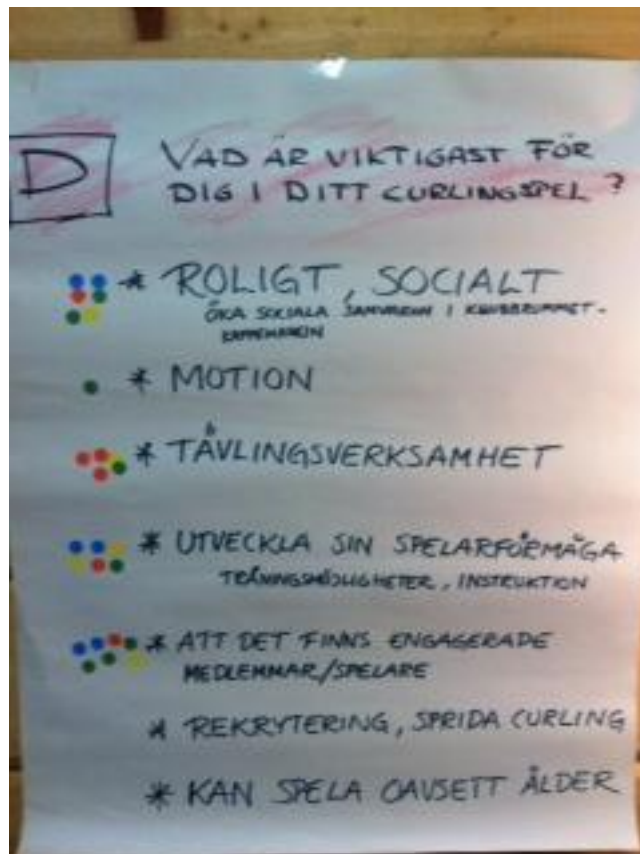 D
VAD ÄR VIKTIGAST FÖR
DIG I DITT CURLINGSPEL?
* ROLIGT, SOCIALT
ÖKA SOCIALA SAMVAREN I KLUBBRUMMET -
* MOTION
* TÄVLINGSVERKSAMHET
* UTVECKLA SIN SPELARFÖRMÅGA
TRÄNINGSMÖJLIGHETER, INSTRUKTION
* ATT DET FINNS ENGAGERADE
MEDLEMMAR/SPELARE
* REKRYTERING, SPRIDA CURLING
* KAN SPELA OAVSETT ÅLDER